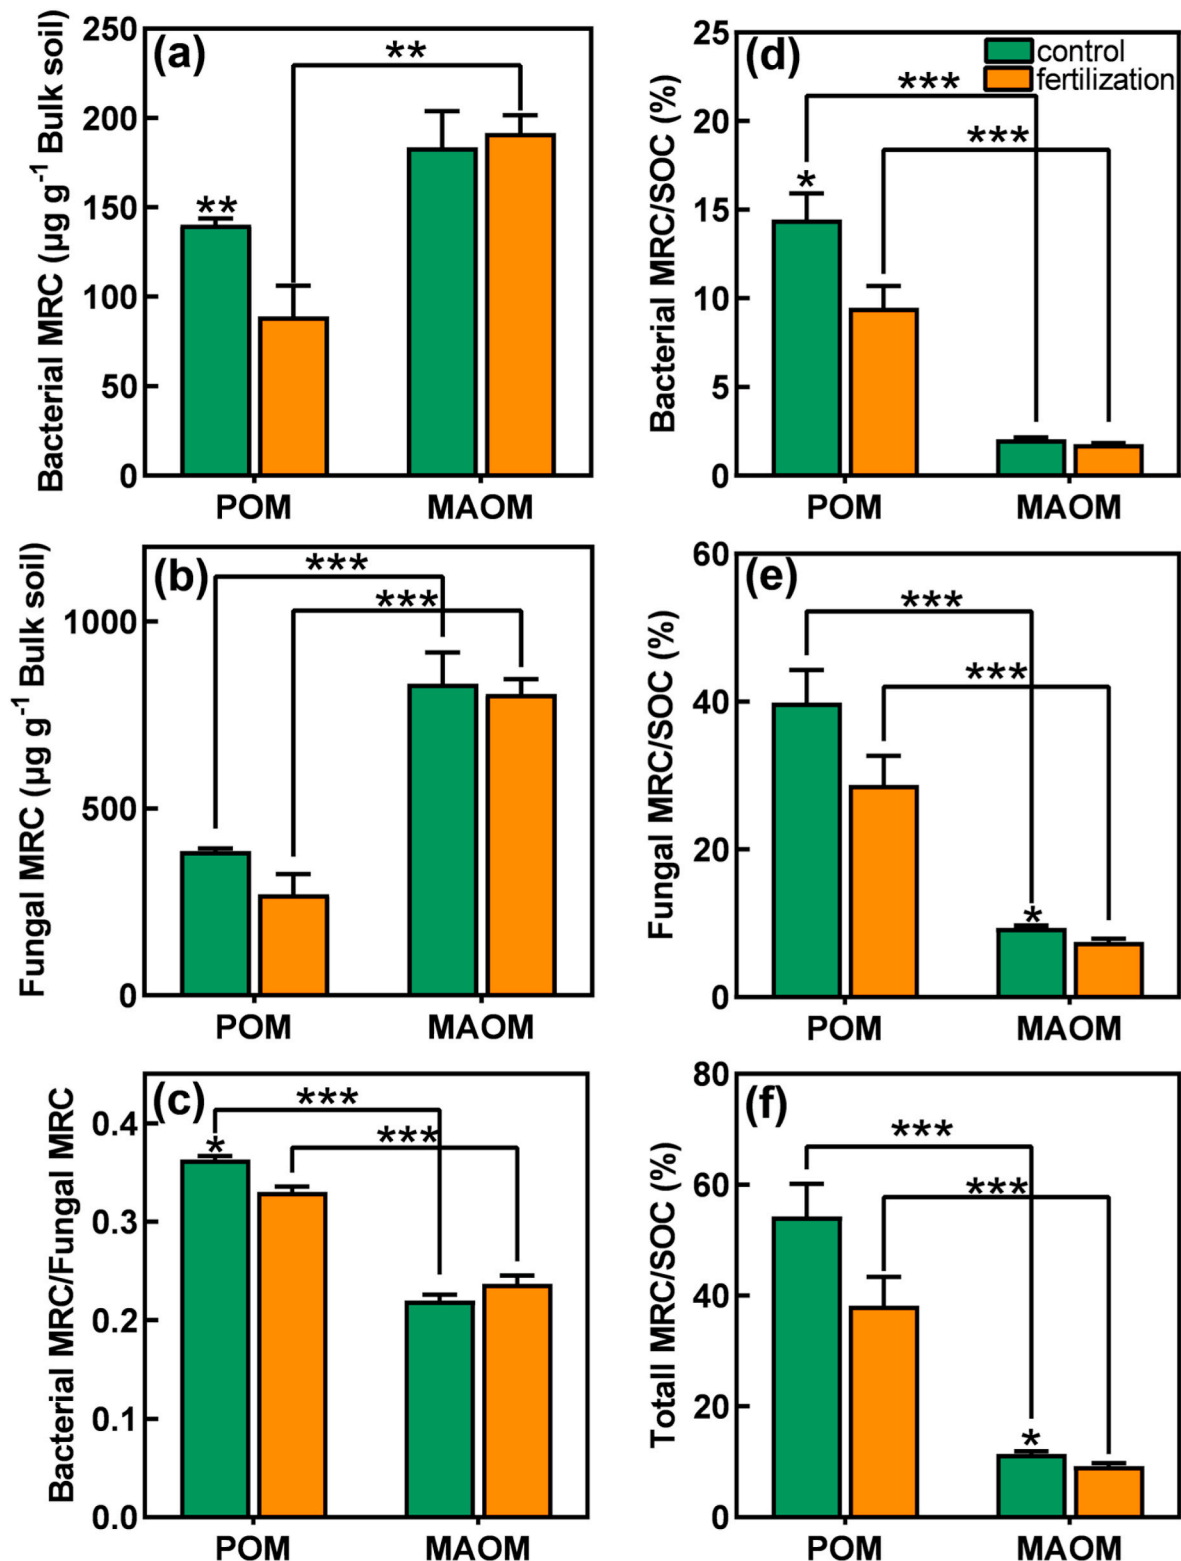 (a)
Bacterial MRC (µg g⁻¹ Bulk soil)
250
200
150
100
50
0
**
**
POM
MAOM
(d)
control
fertilization
Bacterial MRC/SOC (%)
25
20
15
10
5
0
***
***
*
POM
MAOM
(b)
Fungal MRC (µg g⁻¹ Bulk soil)
1000
500
0
***
***
POM
MAOM
(e)
Fungal MRC/SOC (%)
60
40
20
0
***
***
*
POM
MAOM
(c)
Bacterial MRC/Fungal MRC
0.4
0.3
0.2
0.1
0.0
***
***
*
POM
MAOM
(f)
Totall MRC/SOC (%)
80
60
40
20
0
***
***
*
POM
MAOM